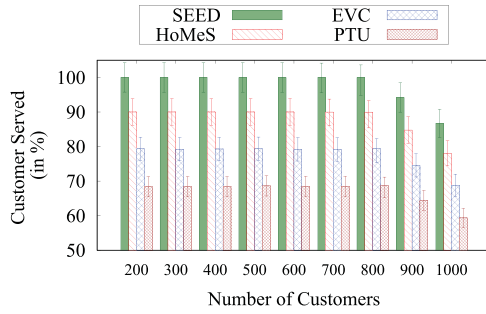 SEED EVC
HoMeS PTU
Customer Served
(in %)
100
90
80
70
60
50
200 300 400 500 600 700 800 900 1000
Number of Customers